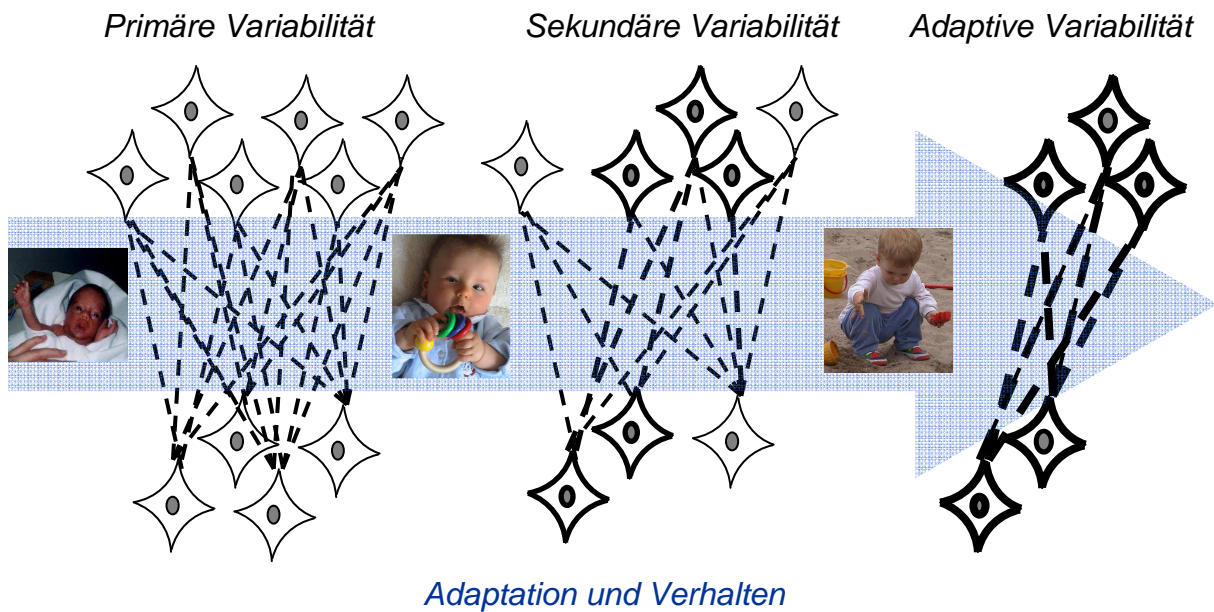 Primäre Variabilität
Sekundäre Variabilität
Adaptive Variabilität
Adaptation und Verhalten